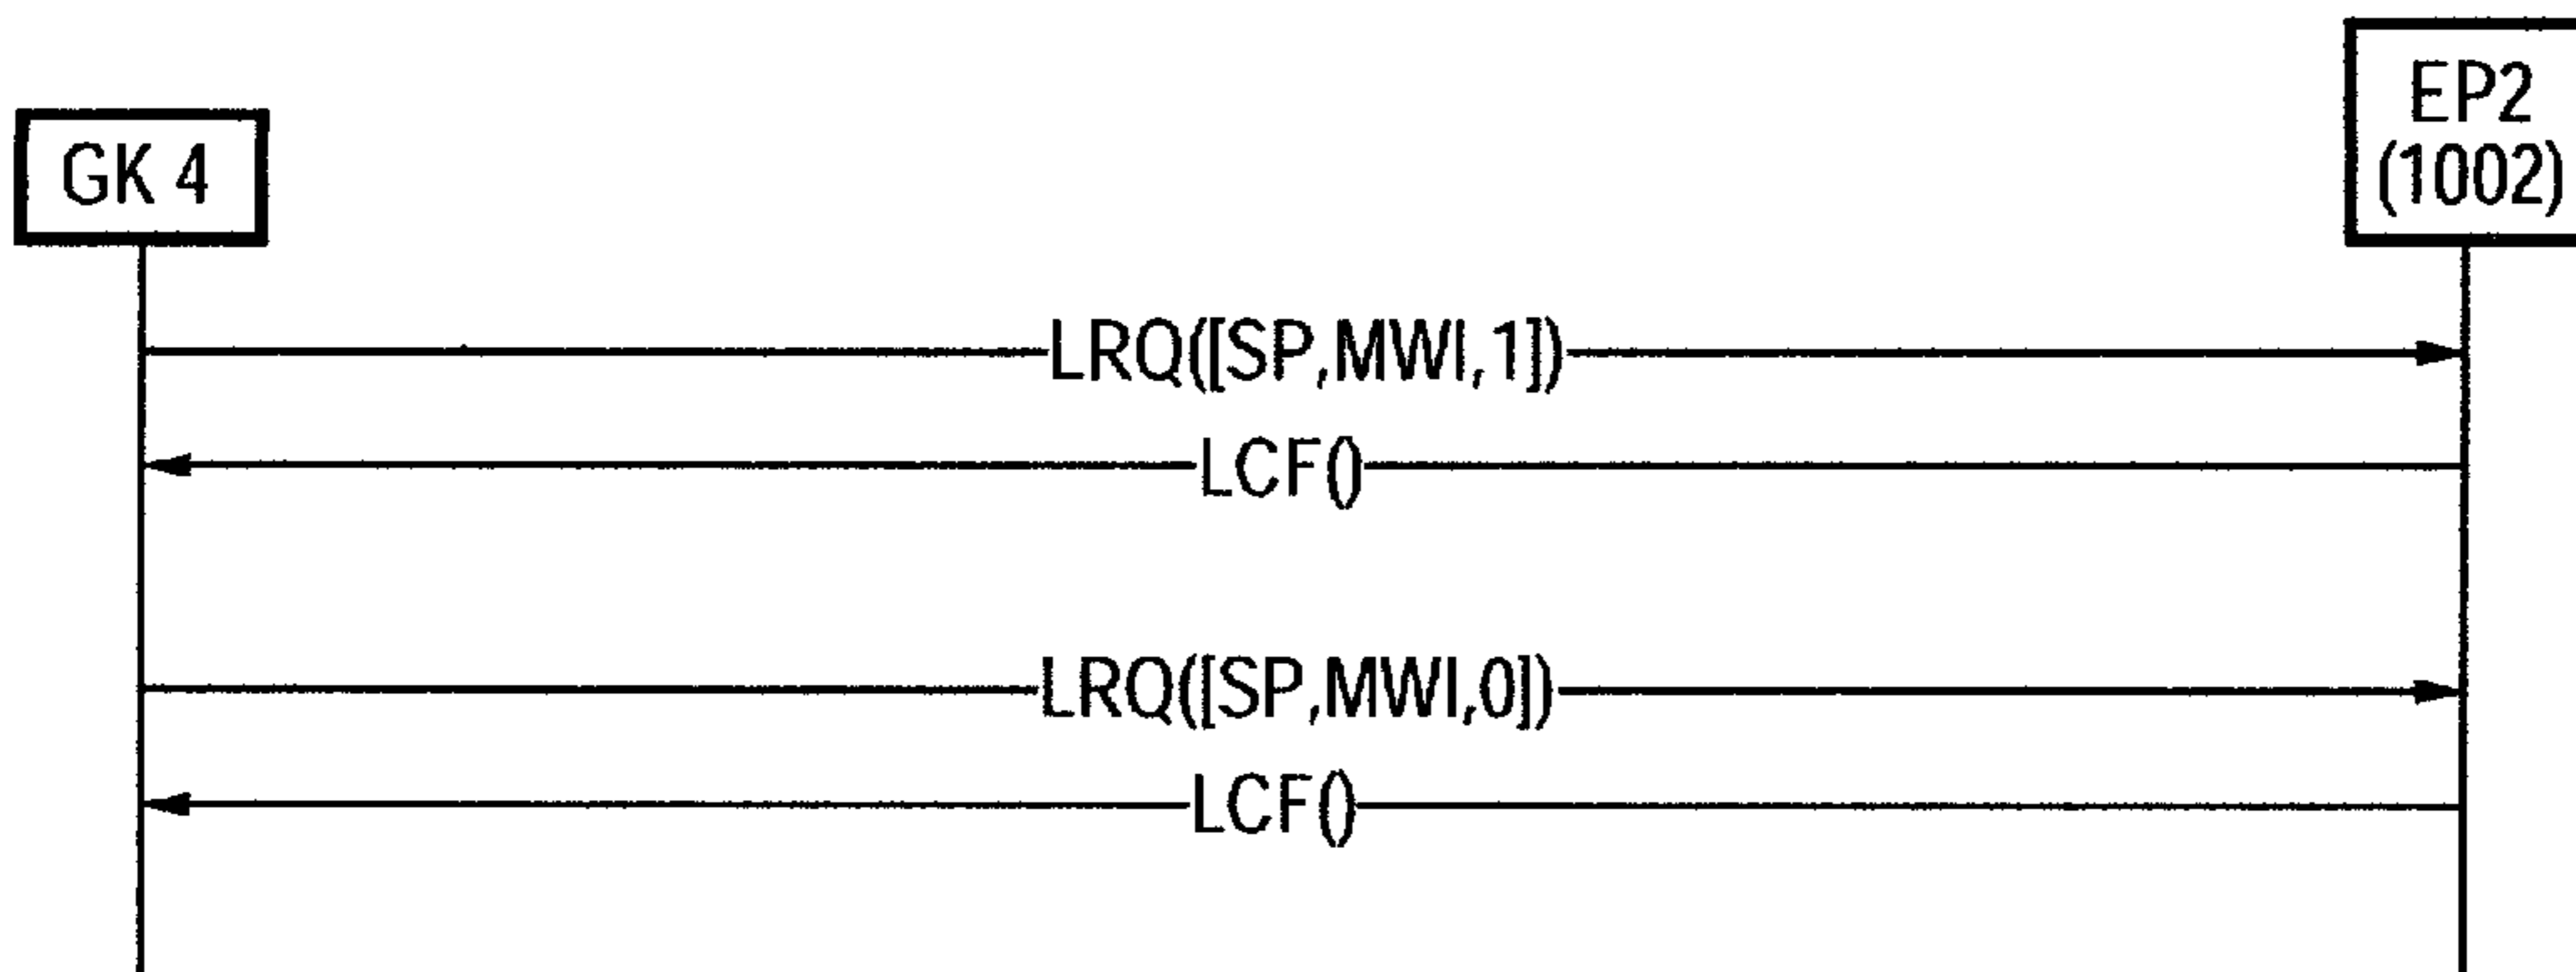 GK 4
EP2
(1002)
LRQ([SP,MWI,1])
LCF()
LRQ([SP,MWI,0])
LCF()